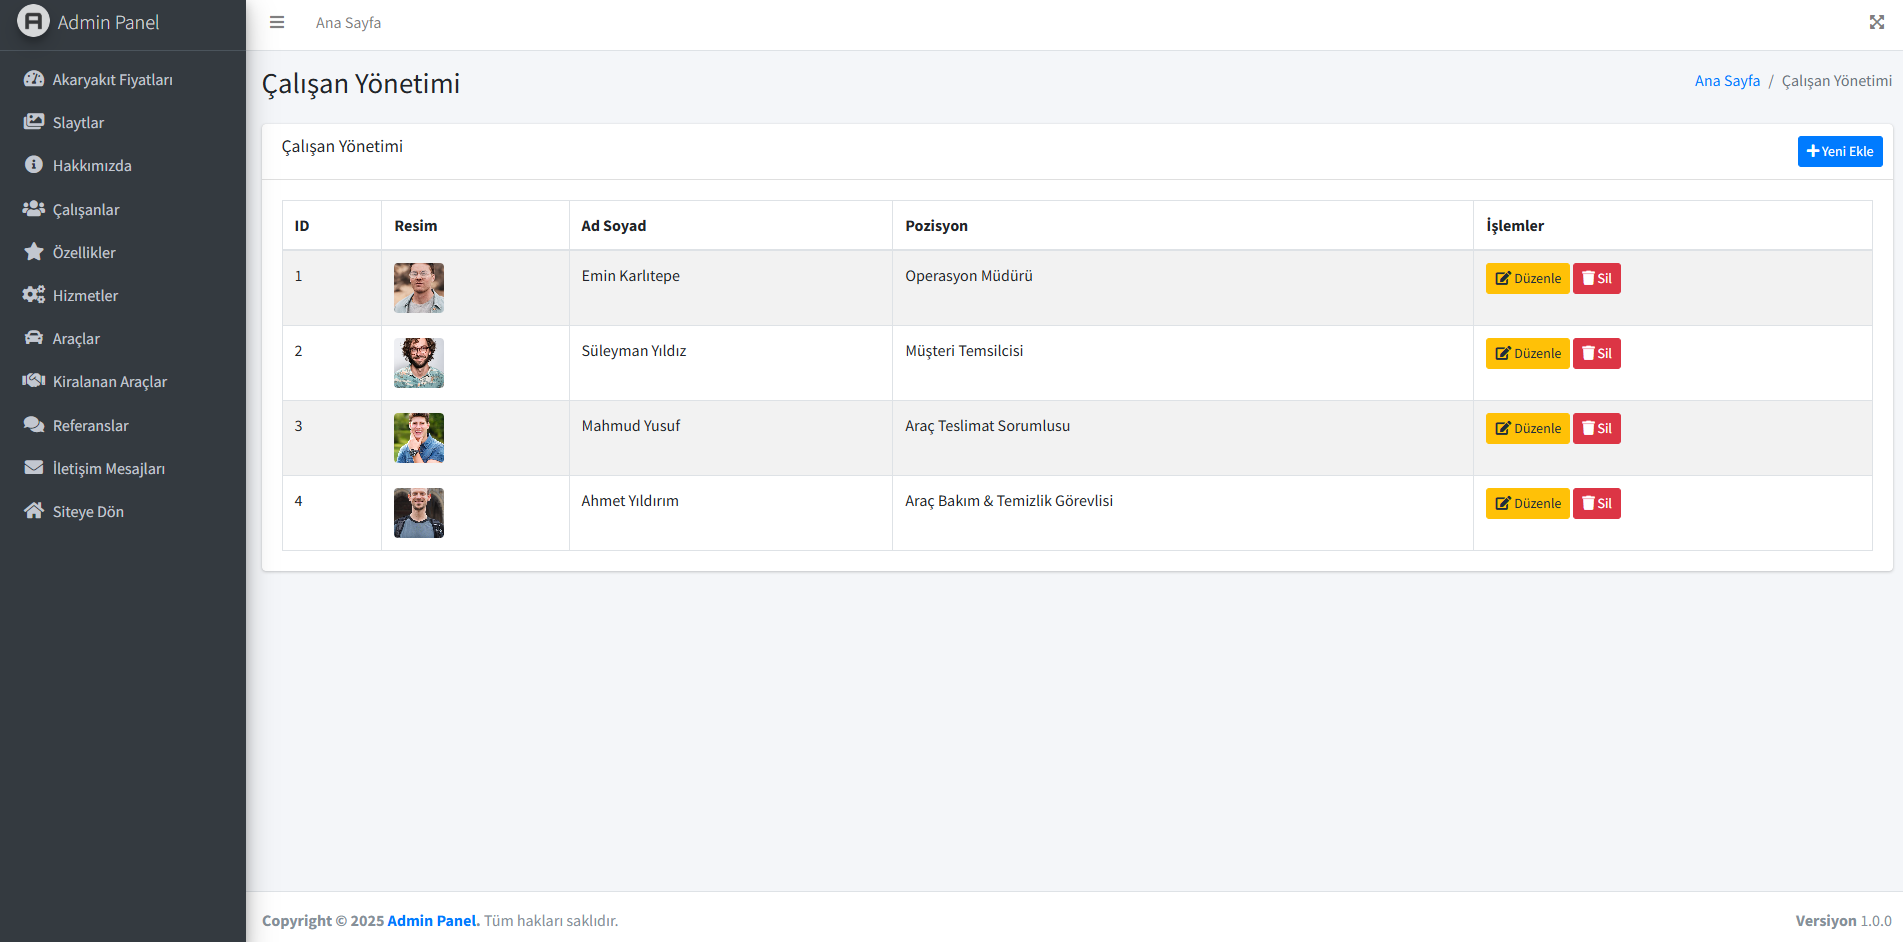 Admin Panel
Ana Sayfa
Akaryakıt Fiyatları
Slaytlar
Hakkımızda
Çalışanlar
Özellikler
Hizmetler
Araçlar
Kiralanan Araçlar
Referanslar
İletişim Mesajları
Siteye Dön
Çalışan Yönetimi
Ana Sayfa / Çalışan Yönetimi
Çalışan Yönetimi
Yeni Ekle
ID Resim Ad Soyad Pozisyon İşlemler
1 Emin Karlıtepe Operasyon Müdürü Düzenle Sil
2 Süleyman Yıldız Müşteri Temsilcisi Düzenle Sil
3 Mahmud Yusuf Araç Teslimat Sorumlusu Düzenle Sil
4 Ahmet Yıldırım Araç Bakım & Temizlik Görevlisi Düzenle Sil
Copyright © 2025 Admin Panel. Tüm hakları saklıdır.
Versiyon 1.0.0